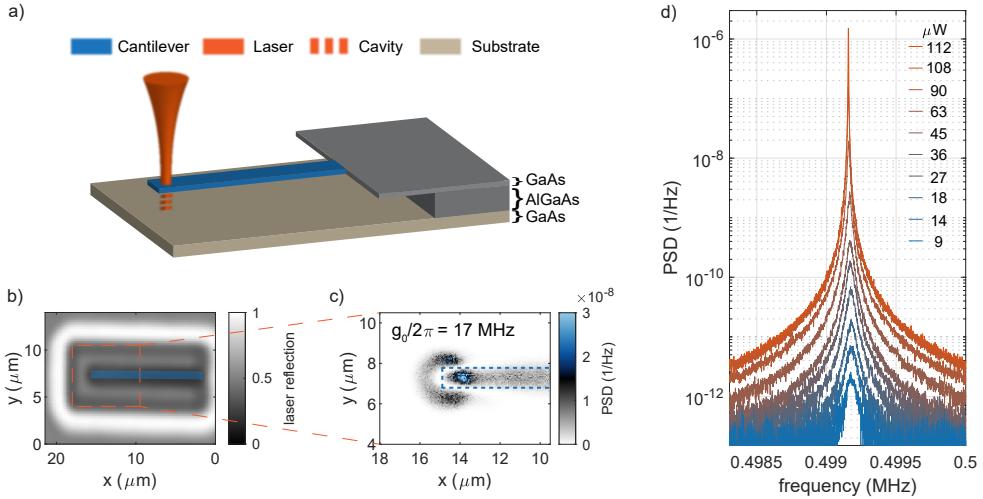 a)
Cantilever Laser Cavity Substrate
GaAs
AlGaAs
GaAs
b)
10
5
0
y (μm)
20 10 0
x (μm)
1
0.5
0
laser reflection
c)
g₀/2π = 17 MHz
10
8
6
4
y (μm)
18 16 14 12 10
x (μm)
×10⁻⁸
3
2
1
0
PSD (1/Hz)
d)
10⁻⁶
10⁻⁸
10⁻¹⁰
10⁻¹²
PSD (1/Hz)
μW
112
108
90
63
45
36
27
18
14
9
0.4985 0.499 0.4995 0.5
frequency (MHz)